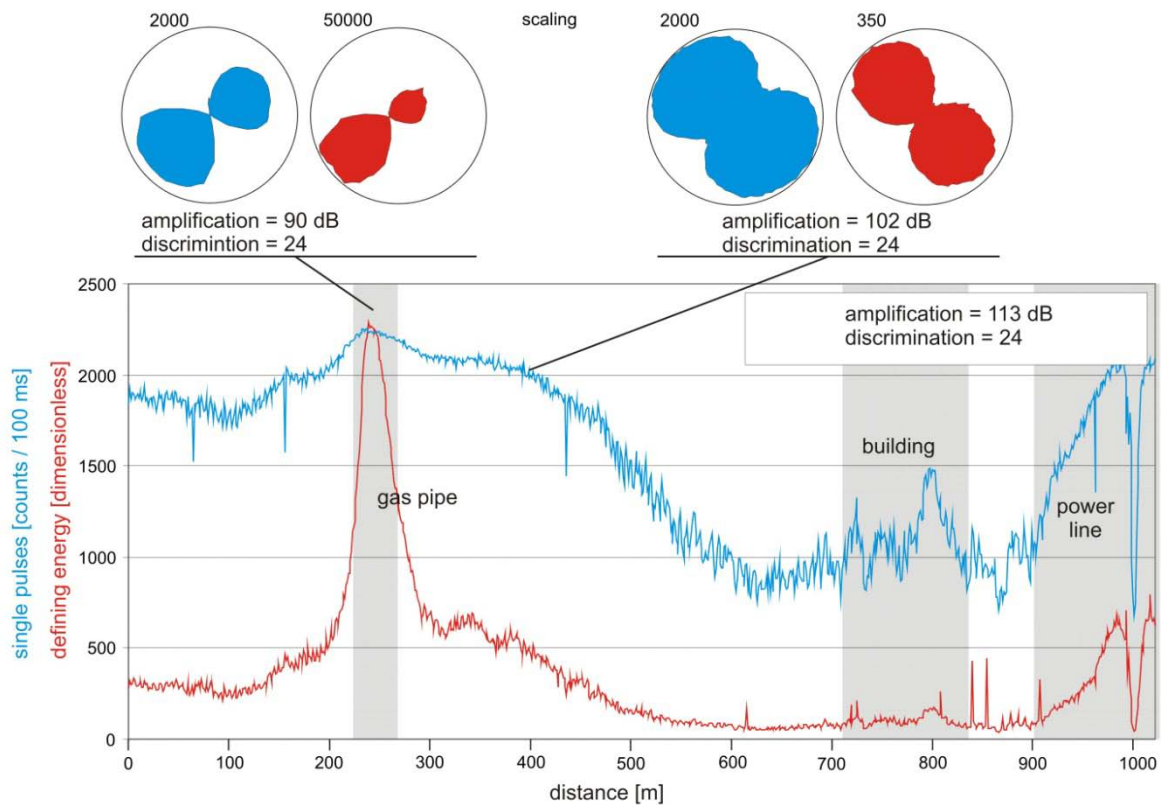 2000 50000 scaling 2000 350
amplification = 90 dB
discrimintion = 24
amplification = 102 dB
discrimination = 24
amplification = 113 dB
discrimination = 24
single pulses [counts / 100 ms]
defining energy [dimensionless]
2500
2000
1500
1000
500
0
gas pipe
building
power
line
0 100 200 300 400 500 600 700 800 900 1000
distance [m]